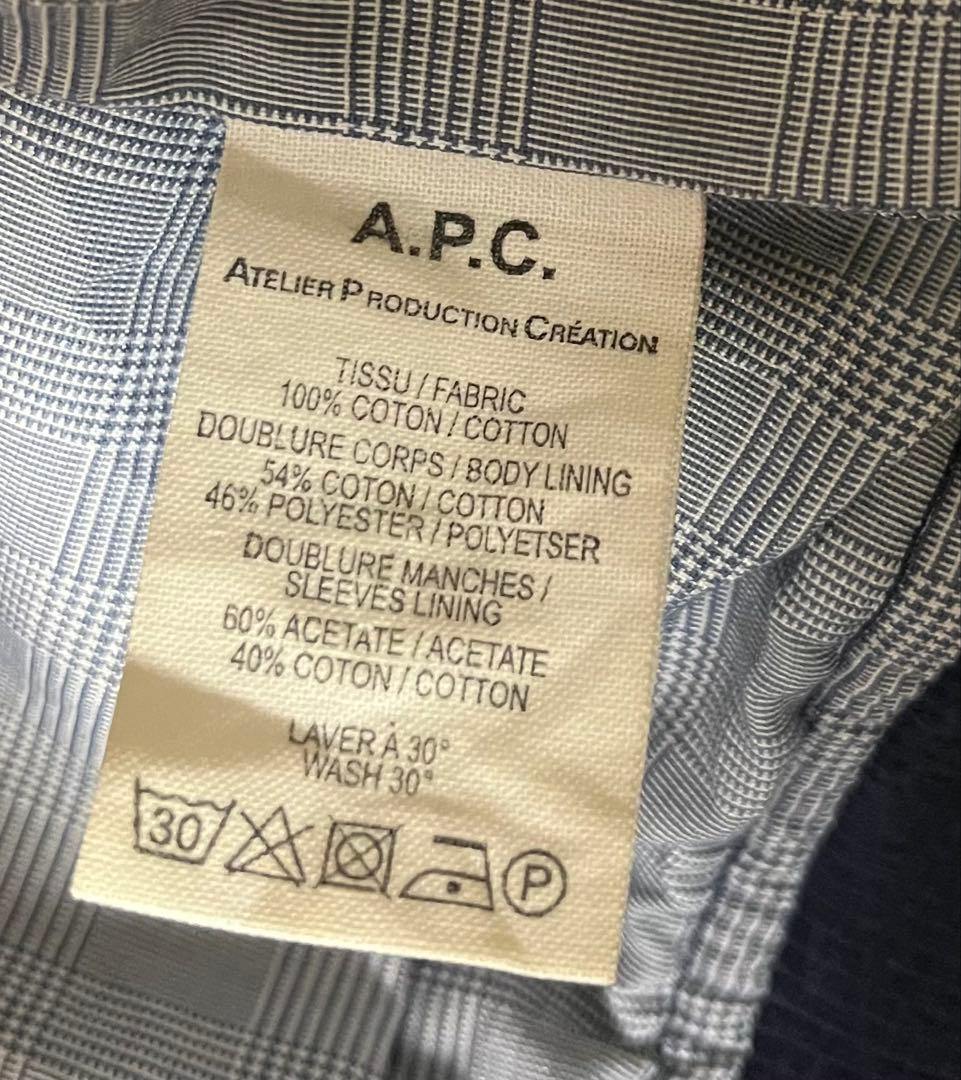 A.P.C.
ATELIER PRODUCTION CRÉATION
TISSU / FABRIC
100% COTON / COTTON
DOUBLURE CORPS / BODY LINING
54% COTON / COTTON
46% POLYESTER / POLYETSER
DOUBLURE MANCHES /
SLEEVES LINING
60% ACETATE / ACETATE
40% COTON / COTTON
LAVER À 30°
WASH 30°
30 P